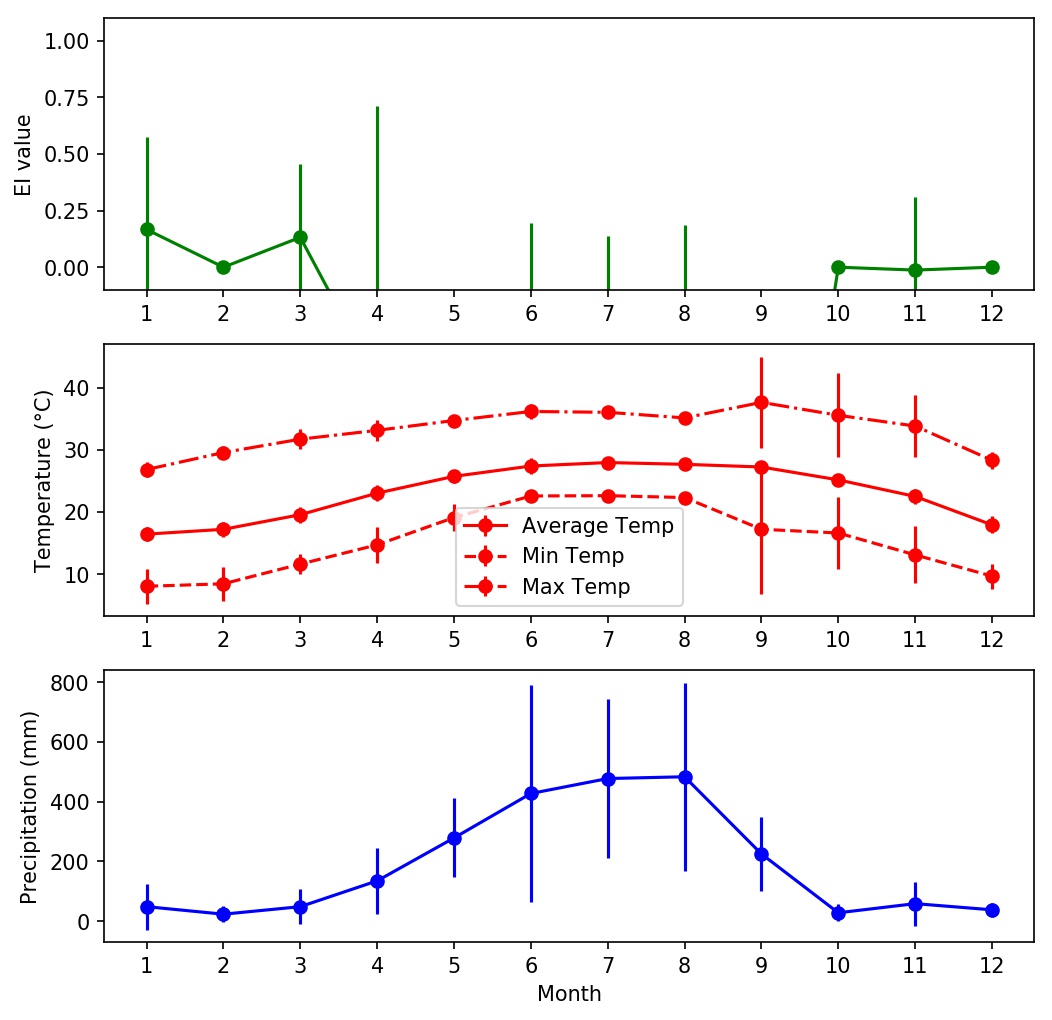 1.00
0.75
0.50
0.25
0.00
EI value
1 2 3 4 5 6 7 8 9 10 11 12
40
30
20
10
Temperature (°C)
Average Temp
Min Temp
Max Temp
1 2 3 4 5 6 7 8 9 10 11 12
800
600
400
200
0
Precipitation (mm)
1 2 3 4 5 6 7 8 9 10 11 12
Month